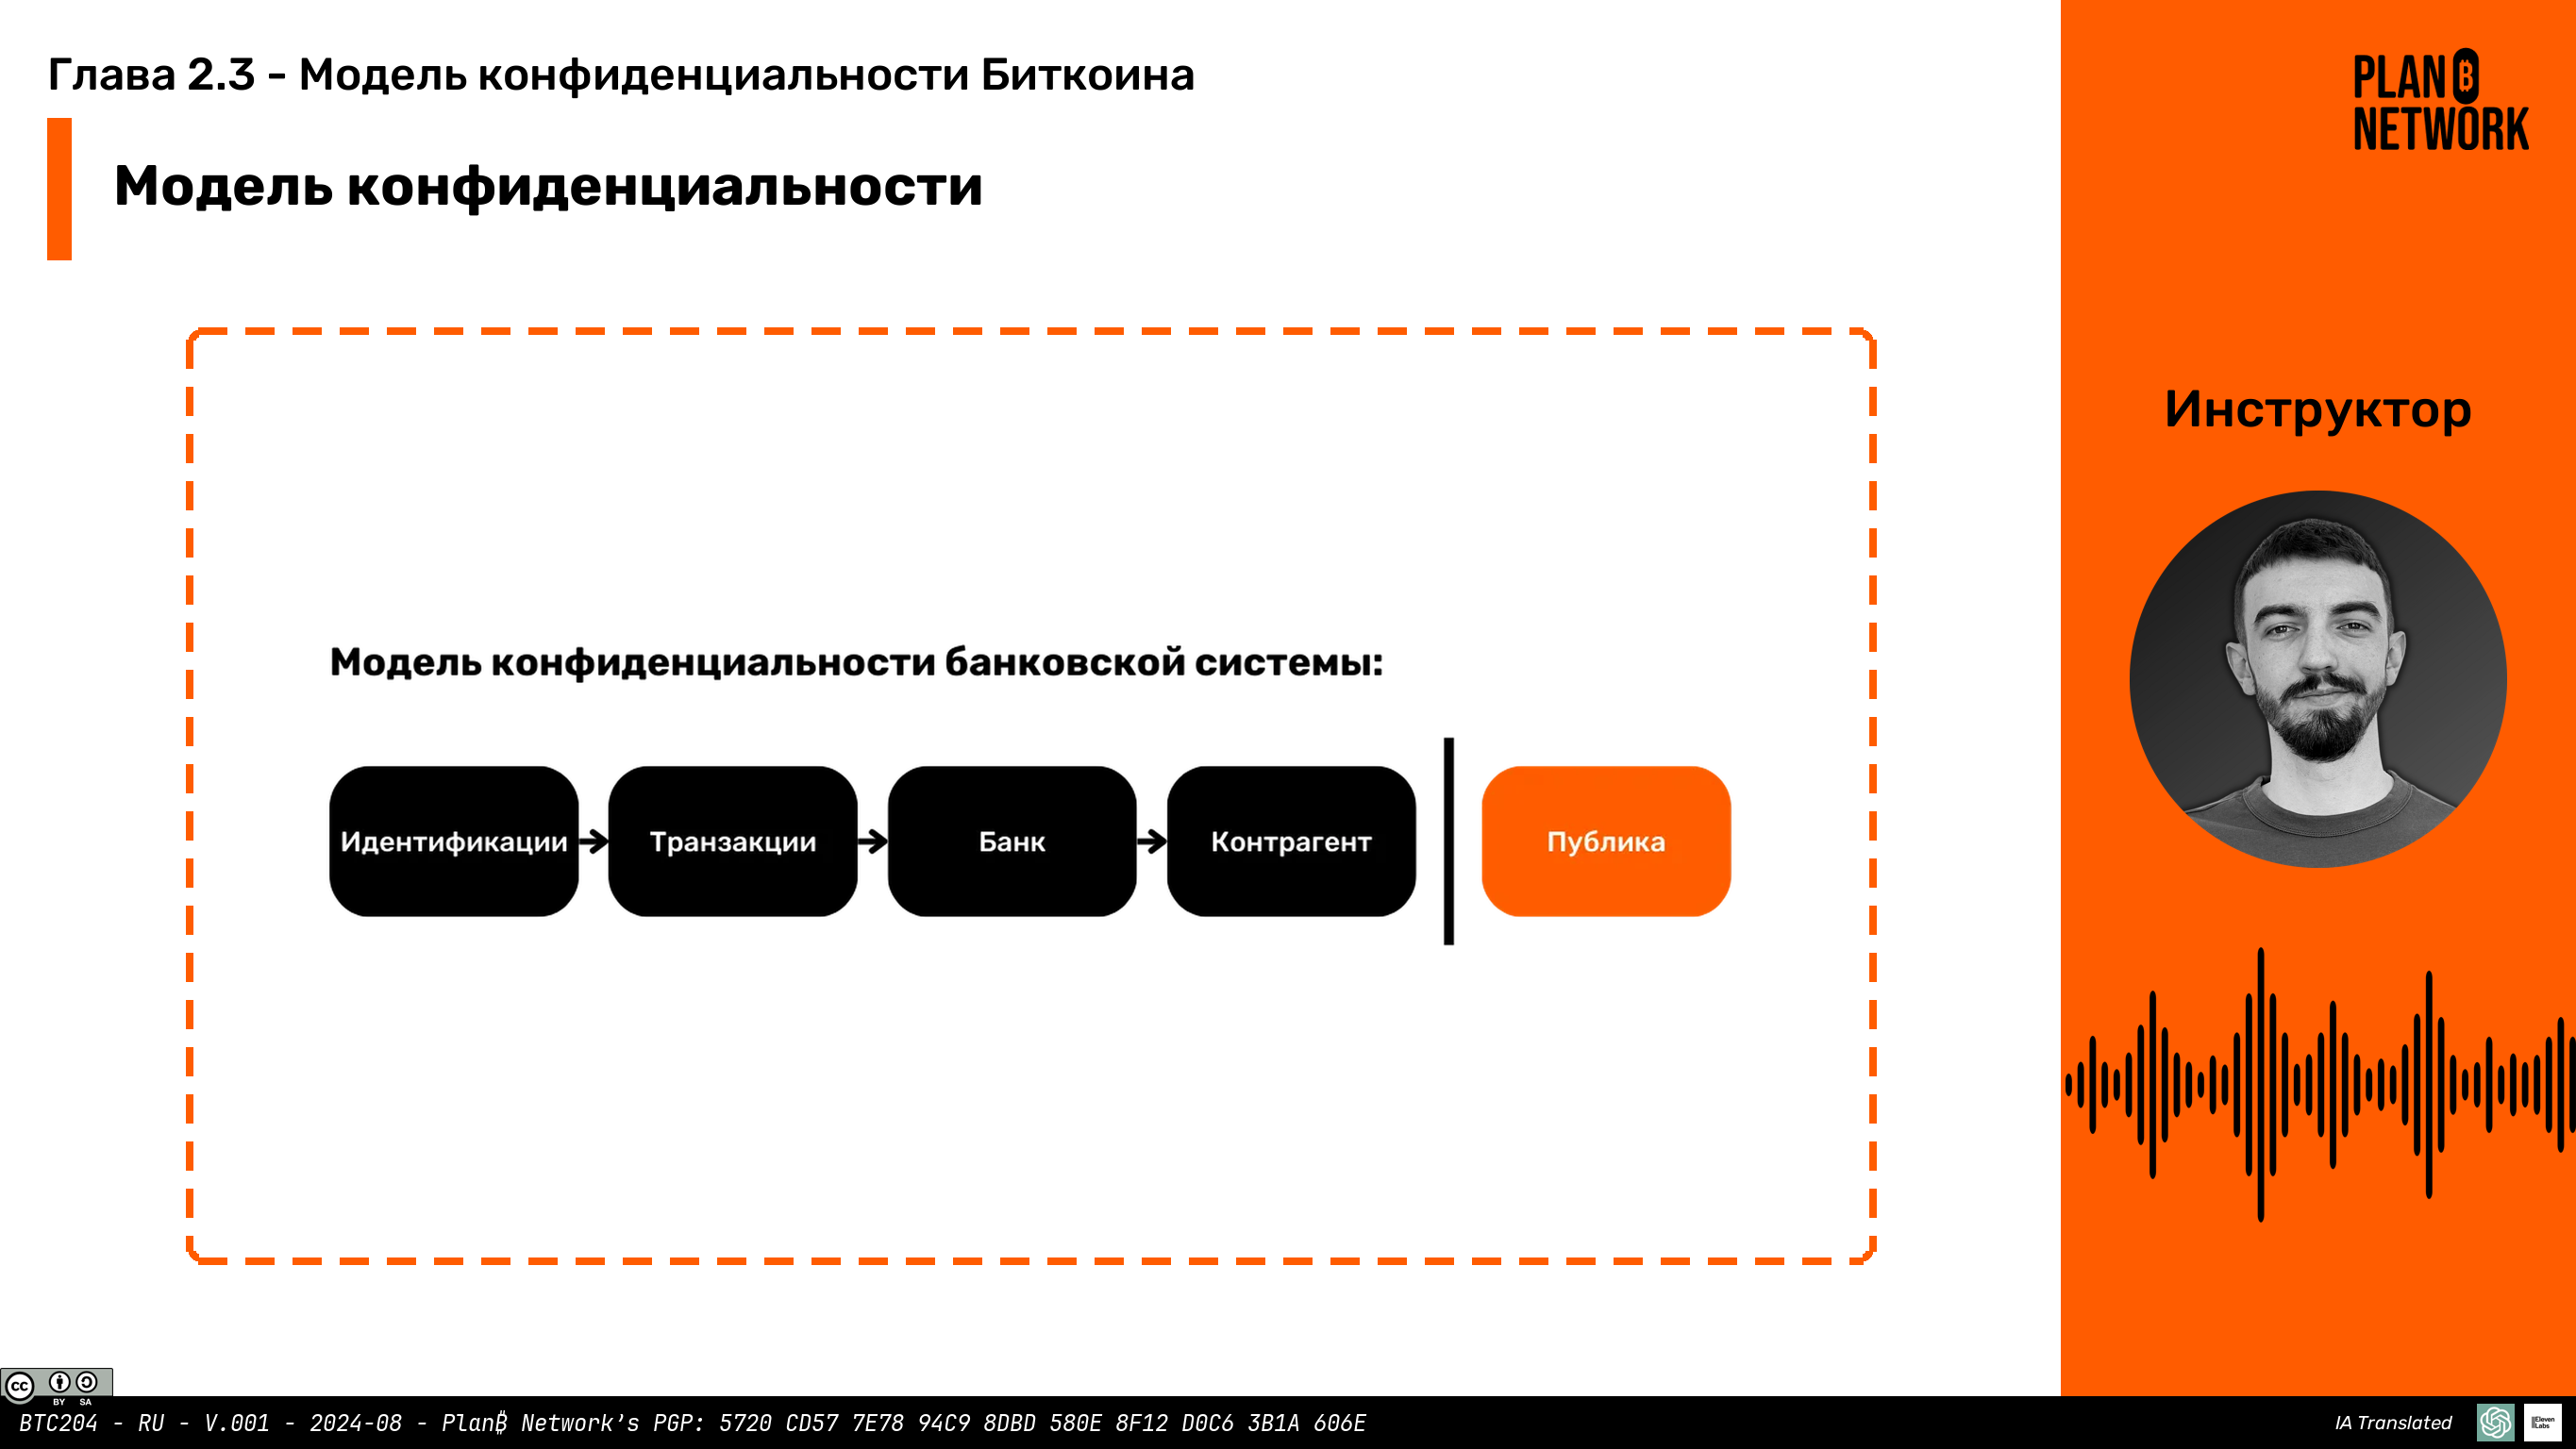 Глава 2.3 - Модель конфиденциальности Биткоина
Модель конфиденциальности
PLAN ₿
NETWORK
Инструктор
Модель конфиденциальности банковской системы:
Идентификации
Транзакции
Банк
Контрагент
Публика
cc
BY SA
BTC204 - RU - V.001 - 2024-08 - Plan₿ Network’s PGP: 5720 CD57 7E78 94C9 8DBD 580E 8F12 D0C6 3B1A 606E
IA Translated
IIElevenLabs